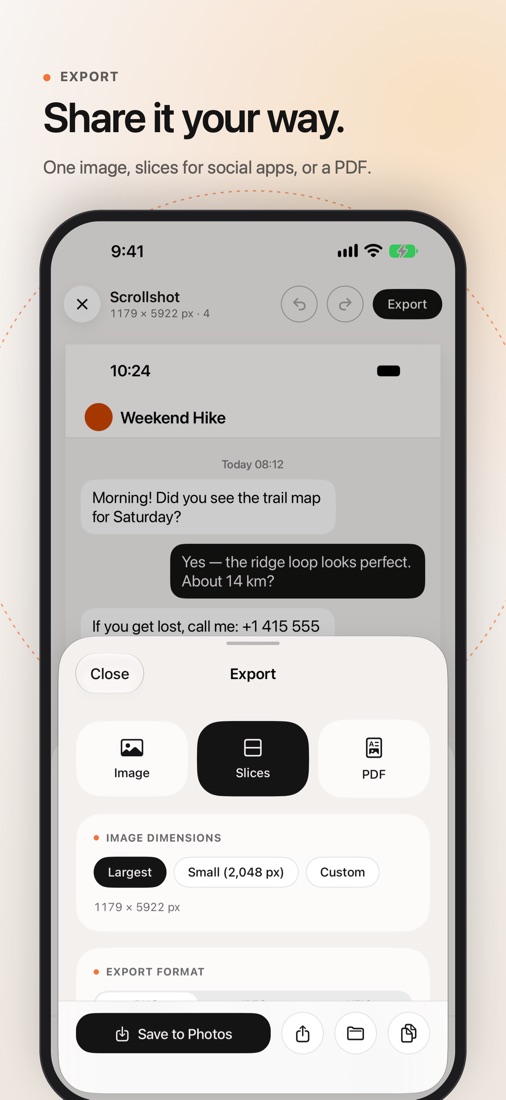 EXPORT
Share it your way.
One image, slices for social apps, or a PDF.
9:41
Scrollshot
1179 × 5922 px · 4
Export
10:24
Weekend Hike
Today 08:12
Morning! Did you see the trail map
for Saturday?
Yes — the ridge loop looks perfect.
About 14 km?
If you get lost, call me: +1 415 555
Close
Export
Image
Slices
PDF
IMAGE DIMENSIONS
Largest
Small (2,048 px)
Custom
1179 × 5922 px
EXPORT FORMAT
Save to Photos